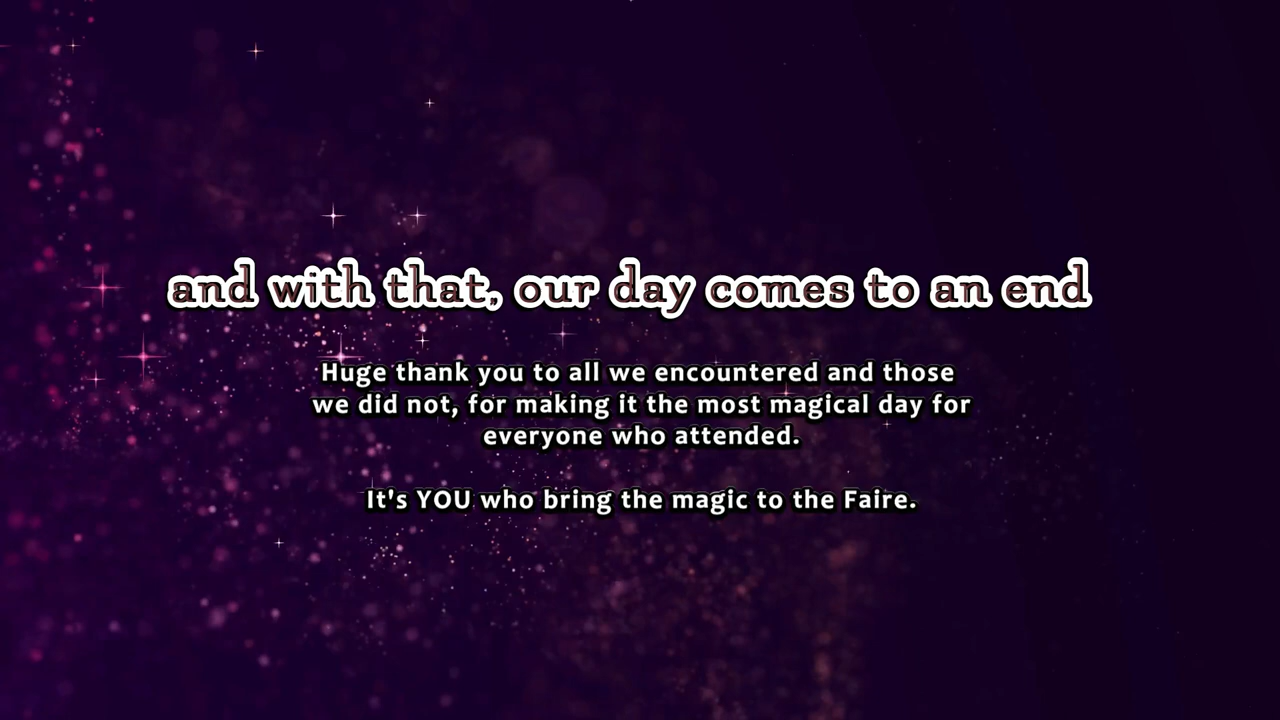 and with that, our day comes to an end
Huge thank you to all we encountered and those
we did not, for making it the most magical day for
everyone who attended.
It's YOU who bring the magic to the Faire.